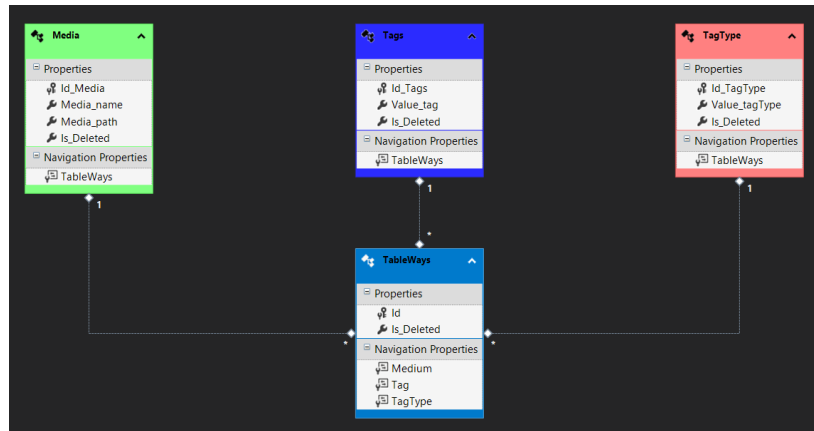 Media
Properties
Id_Media
Media_name
Media_path
Is_Deleted
Navigation Properties
TableWays
1
Tags
Properties
Id_Tags
Value_tag
Is_Deleted
Navigation Properties
TableWays
1
*
TagType
Properties
Id_TagType
Value_tagType
Is_Deleted
Navigation Properties
TableWays
1
TableWays
Properties
Id
Is_Deleted
Navigation Properties
Medium
Tag
TagType
*
*